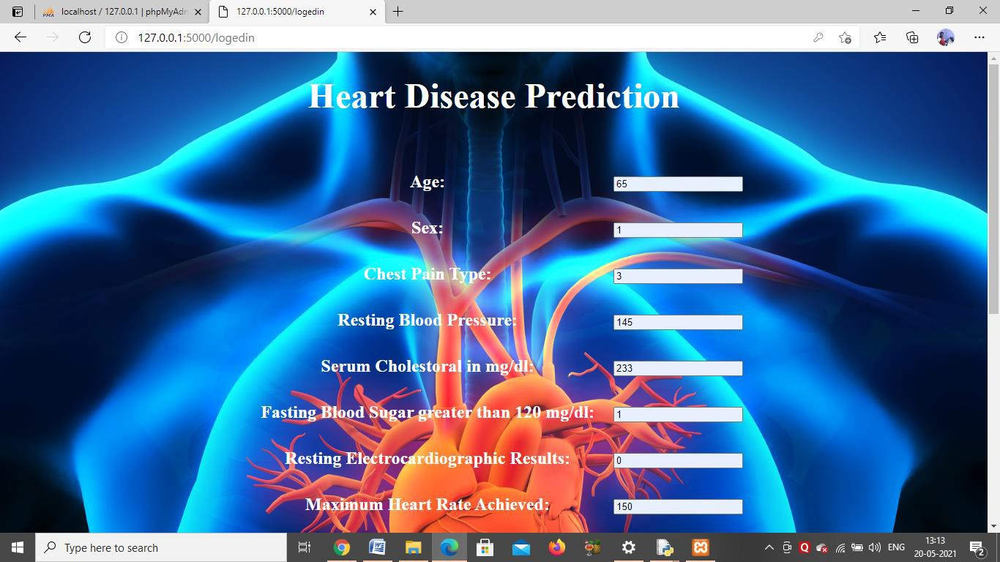 localhost / 127.0.0.1 | phpMyAdm
127.0.0.1:5000/logedin
127.0.0.1:5000/logedin
Heart Disease Prediction
Age: 65
Sex: 1
Chest Pain Type: 3
Resting Blood Pressure: 145
Serum Cholestoral in mg/dl: 233
Fasting Blood Sugar greater than 120 mg/dl: 1
Resting Electrocardiographic Results: 0
Maximum Heart Rate Achieved: 150
Type here to search
ENG
13:13
20-05-2021
2